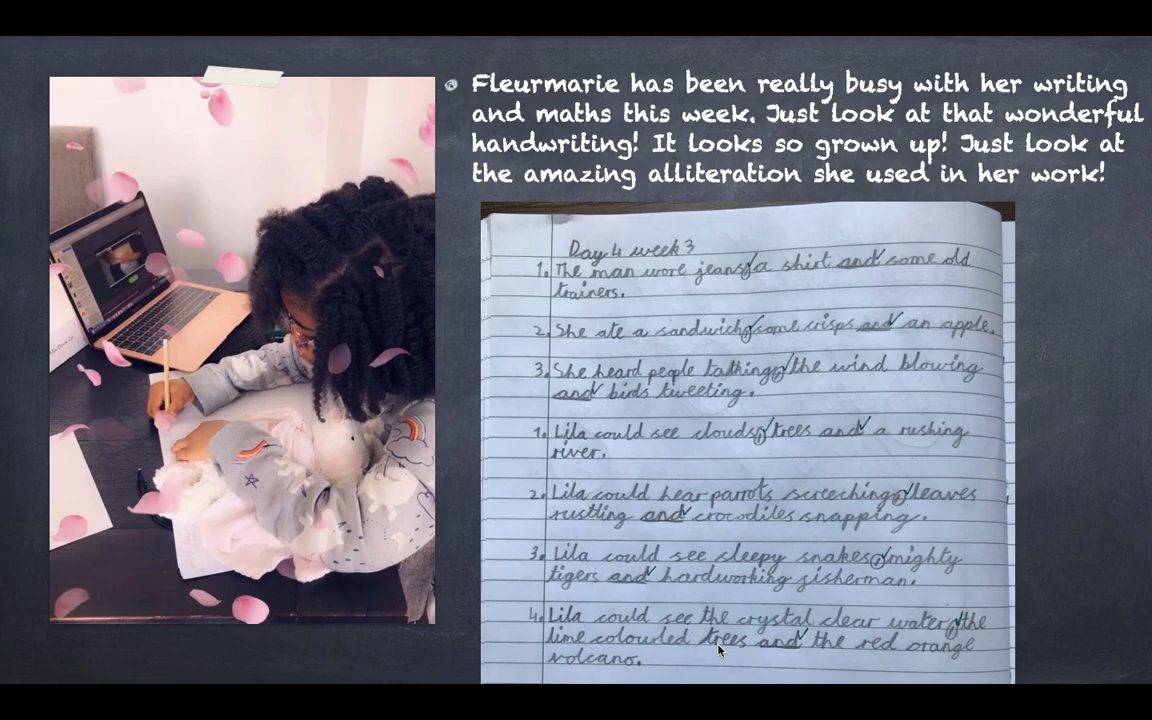 Fleurmarie has been really busy with her writing
and maths this week. Just look at that wonderful
handwriting! It looks so grown up! Just look at
the amazing alliteration she used in her work!
Day 4 week 3
1. The man wore jeans, a shirt and some old
trainers.
2. She ate a sandwich, some crisps and an apple.
3. She heard people talking, the wind blowing
and birds tweeting.
1. Lila could see clouds, trees and a rushing
river.
2. Lila could hear parrots screeching, leaves
rustling and crocodiles snapping.
3. Lila could see sleepy snakes, mighty
tigers and hardworking fisherman.
4. Lila could see the crystal clear water, the
lime colourled trees and the red orange
volcano.